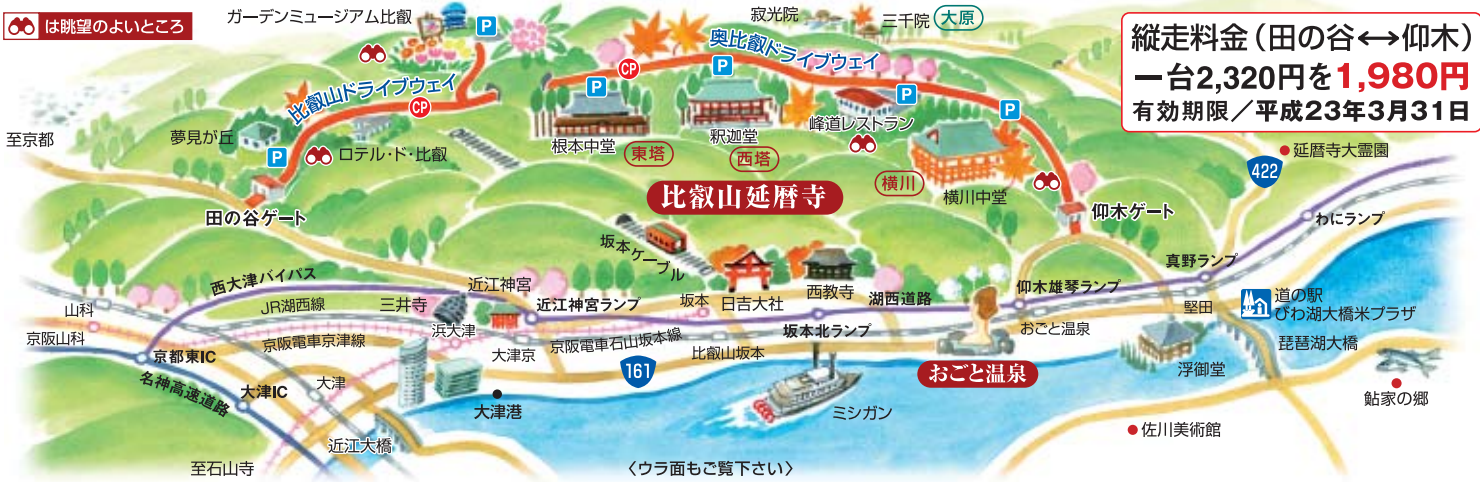 は眺望のよいところ
ガーデンミュージアム比叡
P
寂光院
三千院
大原
縦走料金(田の谷↔仰木)
一台2,320円を1,980円
有効期限/平成23年3月31日
比叡山ドライブウェイ
CP
奥比叡ドライブウェイ
CP
P
P
P
P
至京都
夢見が丘
P
ロテル・ド・比叡
根本中堂
東塔
釈迦堂
西塔
峰道レストラン
横川
横川中堂
422
延暦寺大霊園
比叡山延暦寺
田の谷ゲート
仰木ゲート
わにランプ
坂本ケーブル
真野ランプ
西大津バイパス
近江神宮
近江神宮ランプ
坂本
日吉大社
西教寺
湖西道路
仰木雄琴ランプ
堅田
道の駅
びわ湖大橋米プラザ
山科
JR湖西線
三井寺
浜大津
京阪山科
京都東IC
京阪電車京津線
大津京
京阪電車石山坂本線
比叡山坂本
坂本北ランプ
おごと温泉
琵琶湖大橋
名神高速道路
大津IC
大津
161
おごと温泉
浮御堂
鮎家の郷
大津港
ミシガン
佐川美術館
近江大橋
至石山寺
〈ウラ面もご覧下さい〉